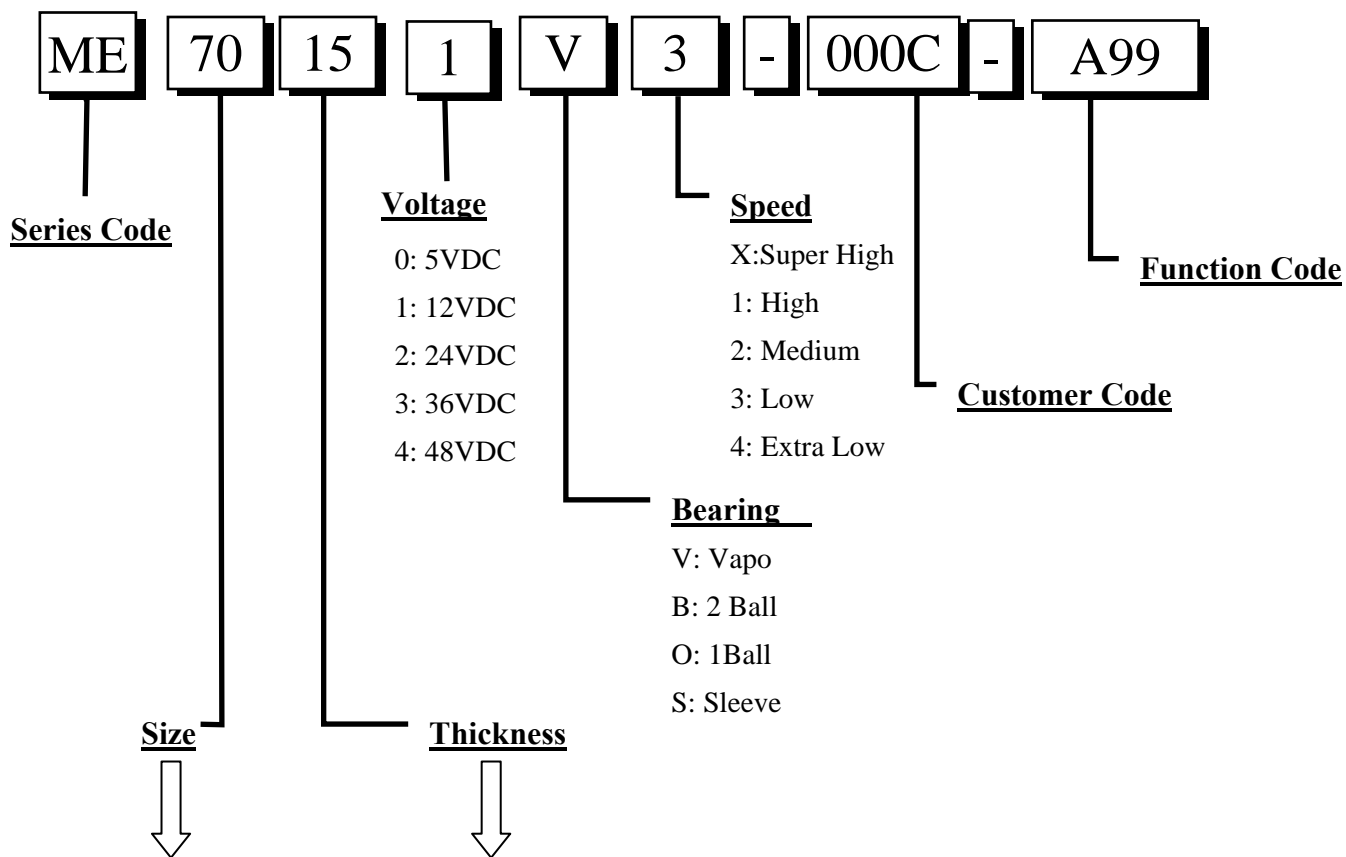 ME 70 15 1 V 3 - 000C - A99
Series Code
Voltage
0: 5VDC
1: 12VDC
2: 24VDC
3: 36VDC
4: 48VDC
Speed
X:Super High
1: High
2: Medium
3: Low
4: Extra Low
Function Code
Customer Code
Bearing
V: Vapo
B: 2 Ball
O: 1Ball
S: Sleeve
Size
Thickness